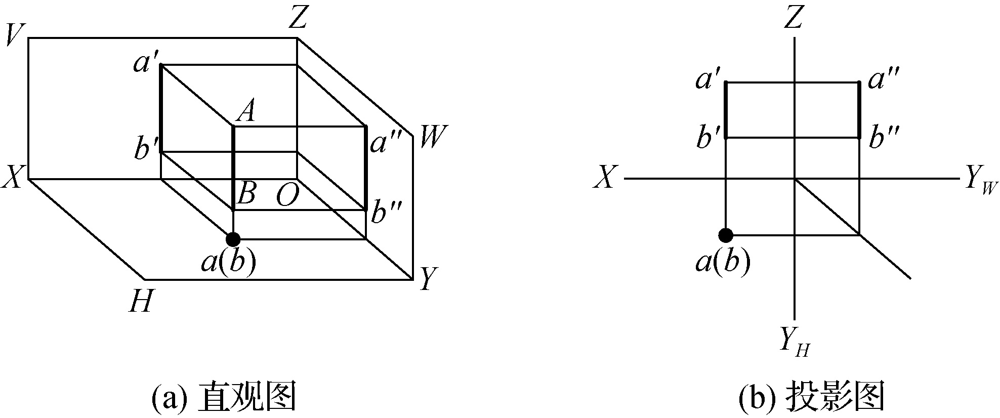 V
Z
a′
A
W
a″
b′
X
B
O
b″
a(b)
Y
H
(a) 直观图
Z
a′
a″
b′
b″
X
Y_W
a(b)
Y_H
(b) 投影图